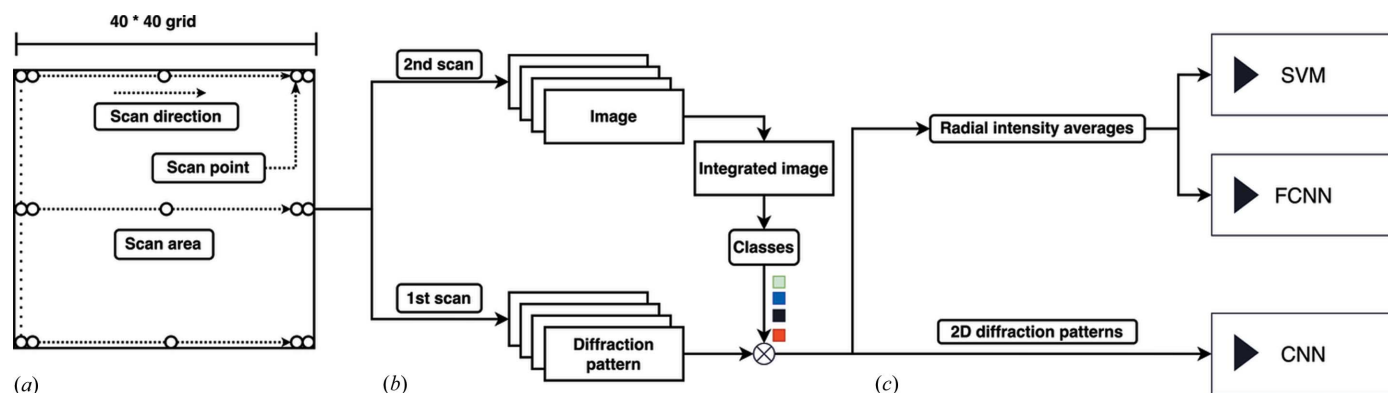 40 * 40 grid
Scan direction
Scan point
Scan area
(a)
2nd scan
Image
Integrated image
Classes
1st scan
Diffraction
pattern
(b)
Radial intensity averages
2D diffraction patterns
(c)
SVM
FCNN
CNN